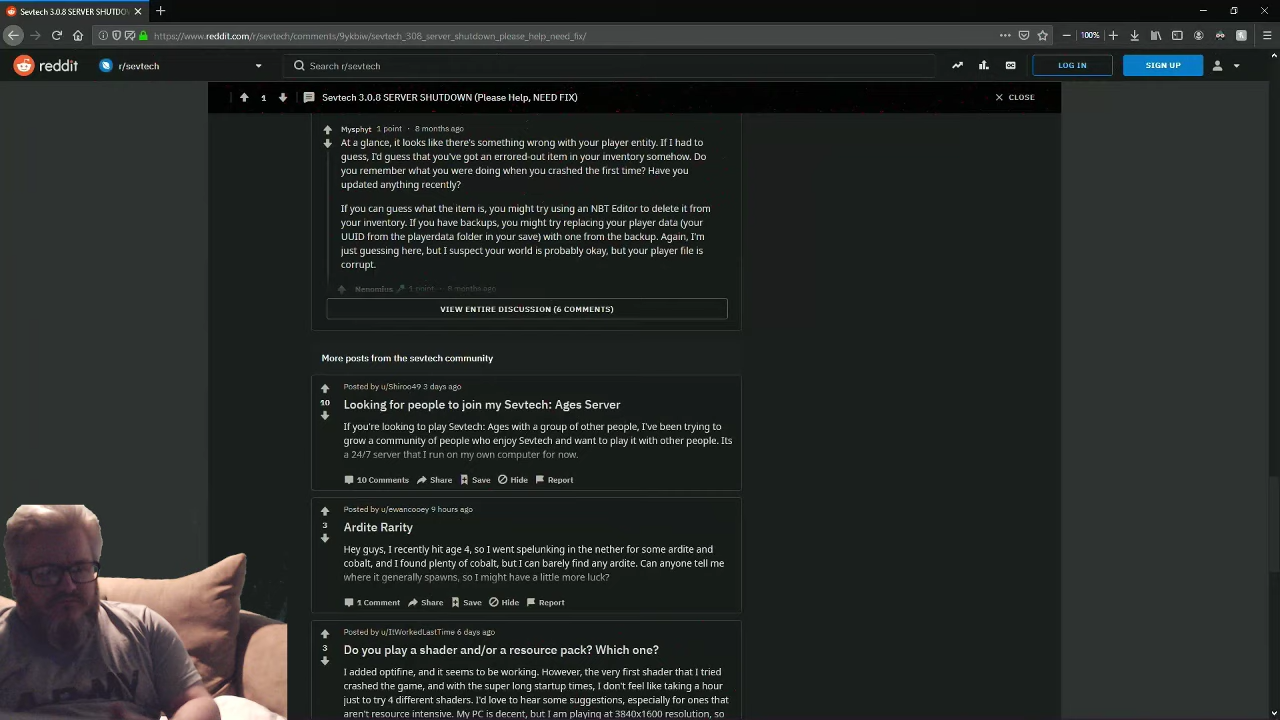 Sevtech 3.0.8 SERVER SHUTDO
https://www.reddit.com/r/sevtech/comments/9ykbiw/sevtech_308_server_shutdown_please_help_need_fix/
100%
reddit
r/sevtech
Search r/sevtech
LOG IN
SIGN UP
1
Sevtech 3.0.8 SERVER SHUTDOWN (Please Help, NEED FIX)
CLOSE
Mysphyt 1 point · 8 months ago
At a glance, it looks like there's something wrong with your player entity. If I had to
guess, I'd guess that you've got an errored-out item in your inventory somehow. Do
you remember what you were doing when you crashed the first time? Have you
updated anything recently?
If you can guess what the item is, you might try using an NBT Editor to delete it from
your inventory. If you have backups, you might try replacing your player data (your
UUID from the playerdata folder in your save) with one from the backup. Again, I'm
just guessing here, but I suspect your world is probably okay, but your player file is
corrupt.
Nenomius 1 point · 8 months ago
VIEW ENTIRE DISCUSSION (6 COMMENTS)
More posts from the sevtech community
Posted by u/Shiroo49 3 days ago
10
Looking for people to join my Sevtech: Ages Server
If you're looking to play Sevtech: Ages with a group of other people, I've been trying to
grow a community of people who enjoy Sevtech and want to play it with other people. Its
a 24/7 server that I run on my own computer for now.
10 Comments Share Save Hide Report
Posted by u/ewancooey 9 hours ago
3
Ardite Rarity
Hey guys, I recently hit age 4, so I went spelunking in the nether for some ardite and
cobalt, and I found plenty of cobalt, but I can barely find any ardite. Can anyone tell me
where it generally spawns, so I might have a little more luck?
1 Comment Share Save Hide Report
Posted by u/ItWorkedLastTime 6 days ago
3
Do you play a shader and/or a resource pack? Which one?
I added optifine, and it seems to be working. However, the very first shader that I tried
crashed the game, and with the super long startup times, I don't feel like taking a hour
just to try 4 different shaders. I'd love to hear some suggestions, especially for ones that
aren't resource intensive. My PC is decent, but I am playing at 3840x1600 resolution, so